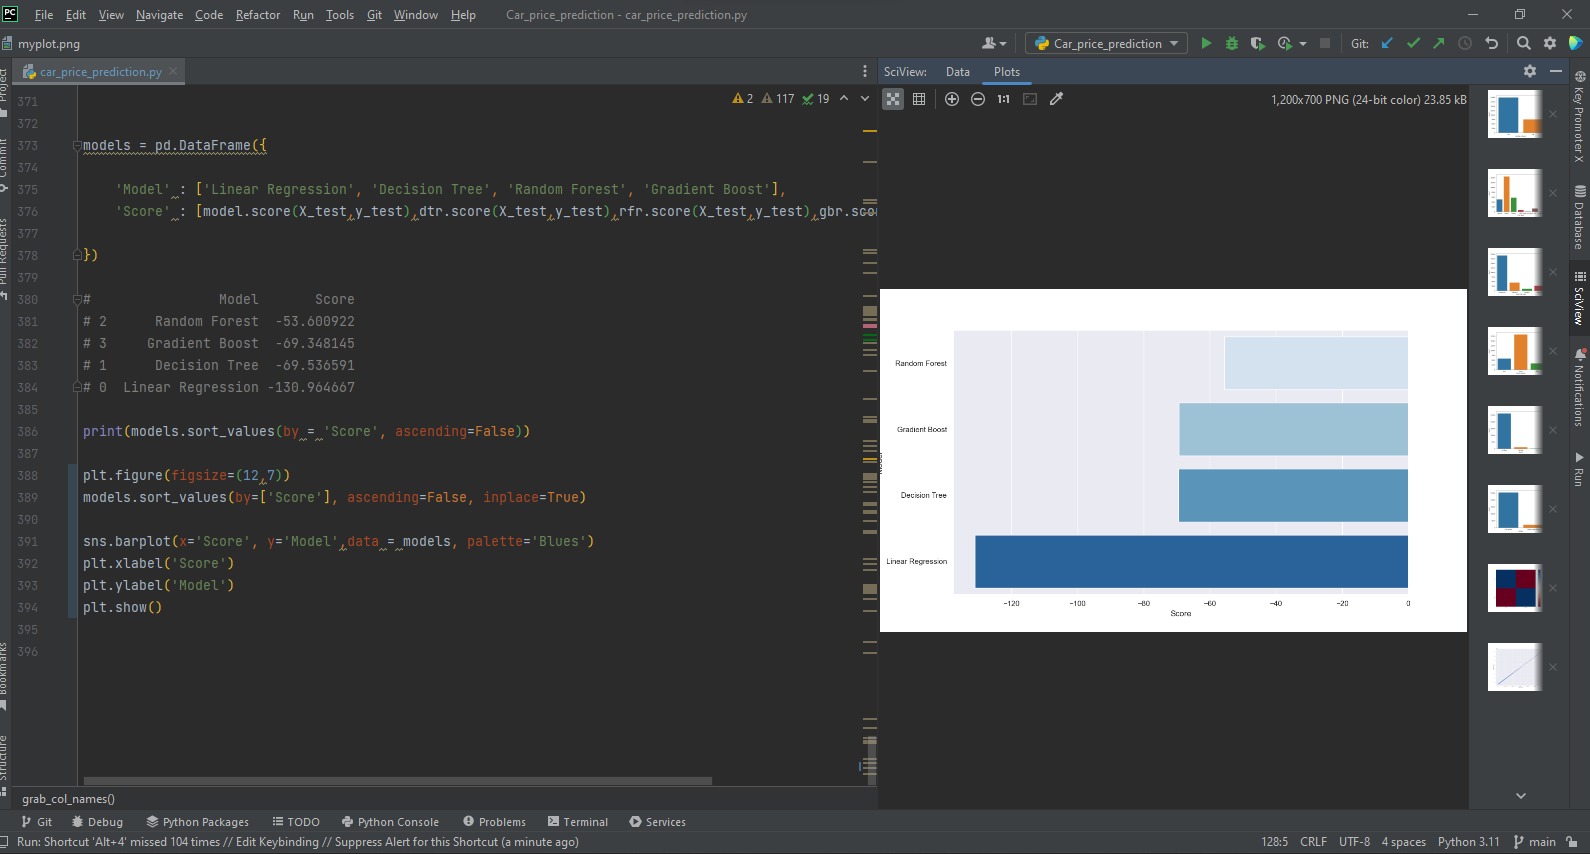 PC File Edit View Navigate Code Refactor Run Tools Git Window Help Car_price_prediction - car_price_prediction.py
myplot.png Car_price_prediction Git:
car_price_prediction.py SciView: Data Plots
2 117 19 1:1 1,200x700 PNG (24-bit color) 23.85 kB
371
372
373 models = pd.DataFrame({
374
375 'Model' : ['Linear Regression', 'Decision Tree', 'Random Forest', 'Gradient Boost'],
376 'Score' : [model.score(X_test,y_test),dtr.score(X_test,y_test),rfr.score(X_test,y_test),gbr.sco
377
378 })
379
380 # Model Score
381 # 2 Random Forest -53.600922
382 # 3 Gradient Boost -69.348145
383 # 1 Decision Tree -69.536591
384 # 0 Linear Regression -130.964667
385
386 print(models.sort_values(by = 'Score', ascending=False))
387
388 plt.figure(figsize=(12,7))
389 models.sort_values(by=['Score'], ascending=False, inplace=True)
390
391 sns.barplot(x='Score', y='Model',data = models, palette='Blues')
392 plt.xlabel('Score')
393 plt.ylabel('Model')
394 plt.show()
395
396
Random Forest
Gradient Boost
Decision Tree
Linear Regression
−120 −100 −80 −60 −40 −20 0
Score
Project
Commit
Pull Requests
Bookmarks
Structure
Key Promoter X
Database
SciView
Notifications
Run
grab_col_names()
Git Debug Python Packages TODO Python Console Problems Terminal Services
Run: Shortcut 'Alt+4' missed 104 times // Edit Keybinding // Suppress Alert for this Shortcut (a minute ago) 128:5 CRLF UTF-8 4 spaces Python 3.11 main